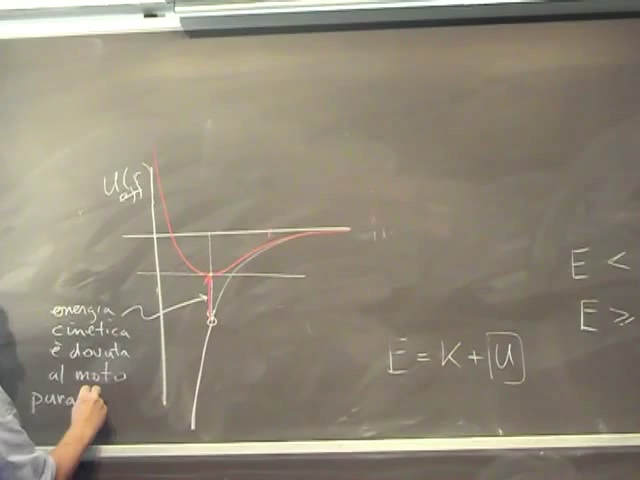 U(r)
eff
energia
cinetica
è dovuta
al moto
pura
E = K + U
E <
E ≥